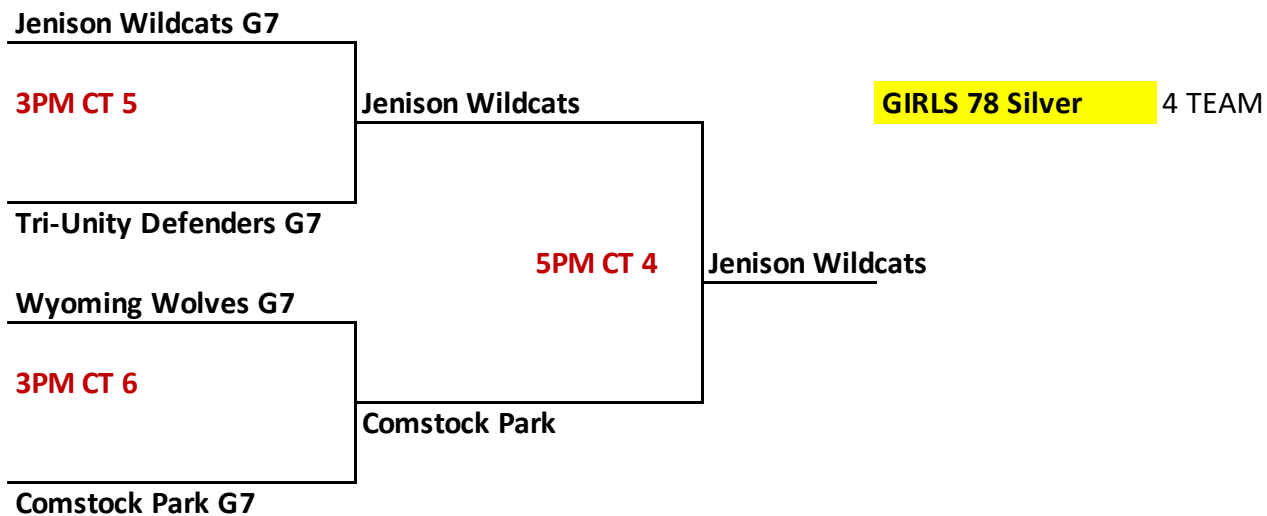 Jenison Wildcats G7
3PM CT 5
Jenison Wildcats
GIRLS 78 Silver 4 TEAM
Tri-Unity Defenders G7
5PM CT 4
Jenison Wildcats
Wyoming Wolves G7
3PM CT 6
Comstock Park
Comstock Park G7